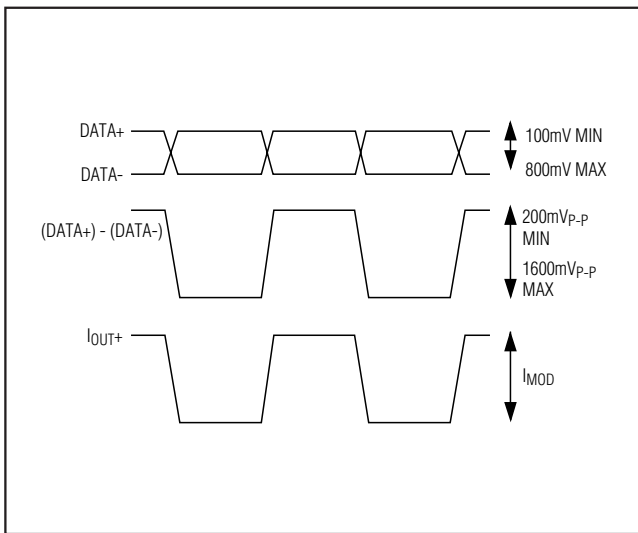 DATA+
100mV MIN
DATA-
800mV MAX
(DATA+) - (DATA-)
200mVP-P
MIN
1600mVP-P
MAX
IOUT+
IMOD